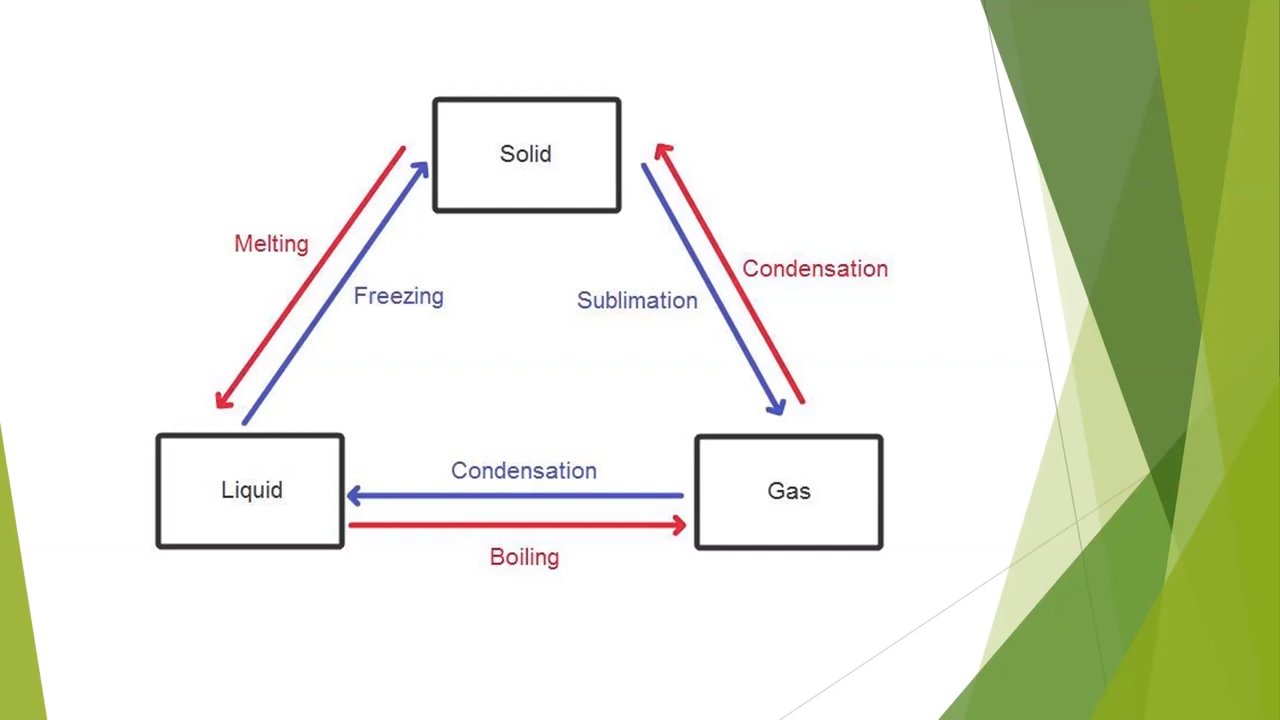 Solid
Melting
Freezing
Sublimation
Condensation
Liquid
Condensation
Gas
Boiling